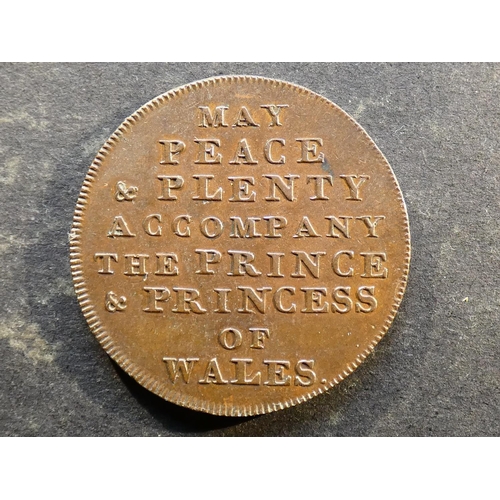 MAY
PEACE
& PLENTY
ACCOMPANY
THE PRINCE
& PRINCESS
OF
WALES.